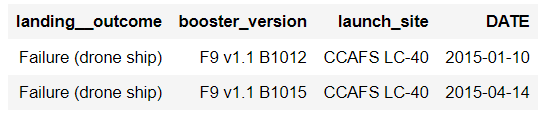 landing__outcome booster_version launch_site DATE
Failure (drone ship) F9 v1.1 B1012 CCAFS LC-40 2015-01-10
Failure (drone ship) F9 v1.1 B1015 CCAFS LC-40 2015-04-14